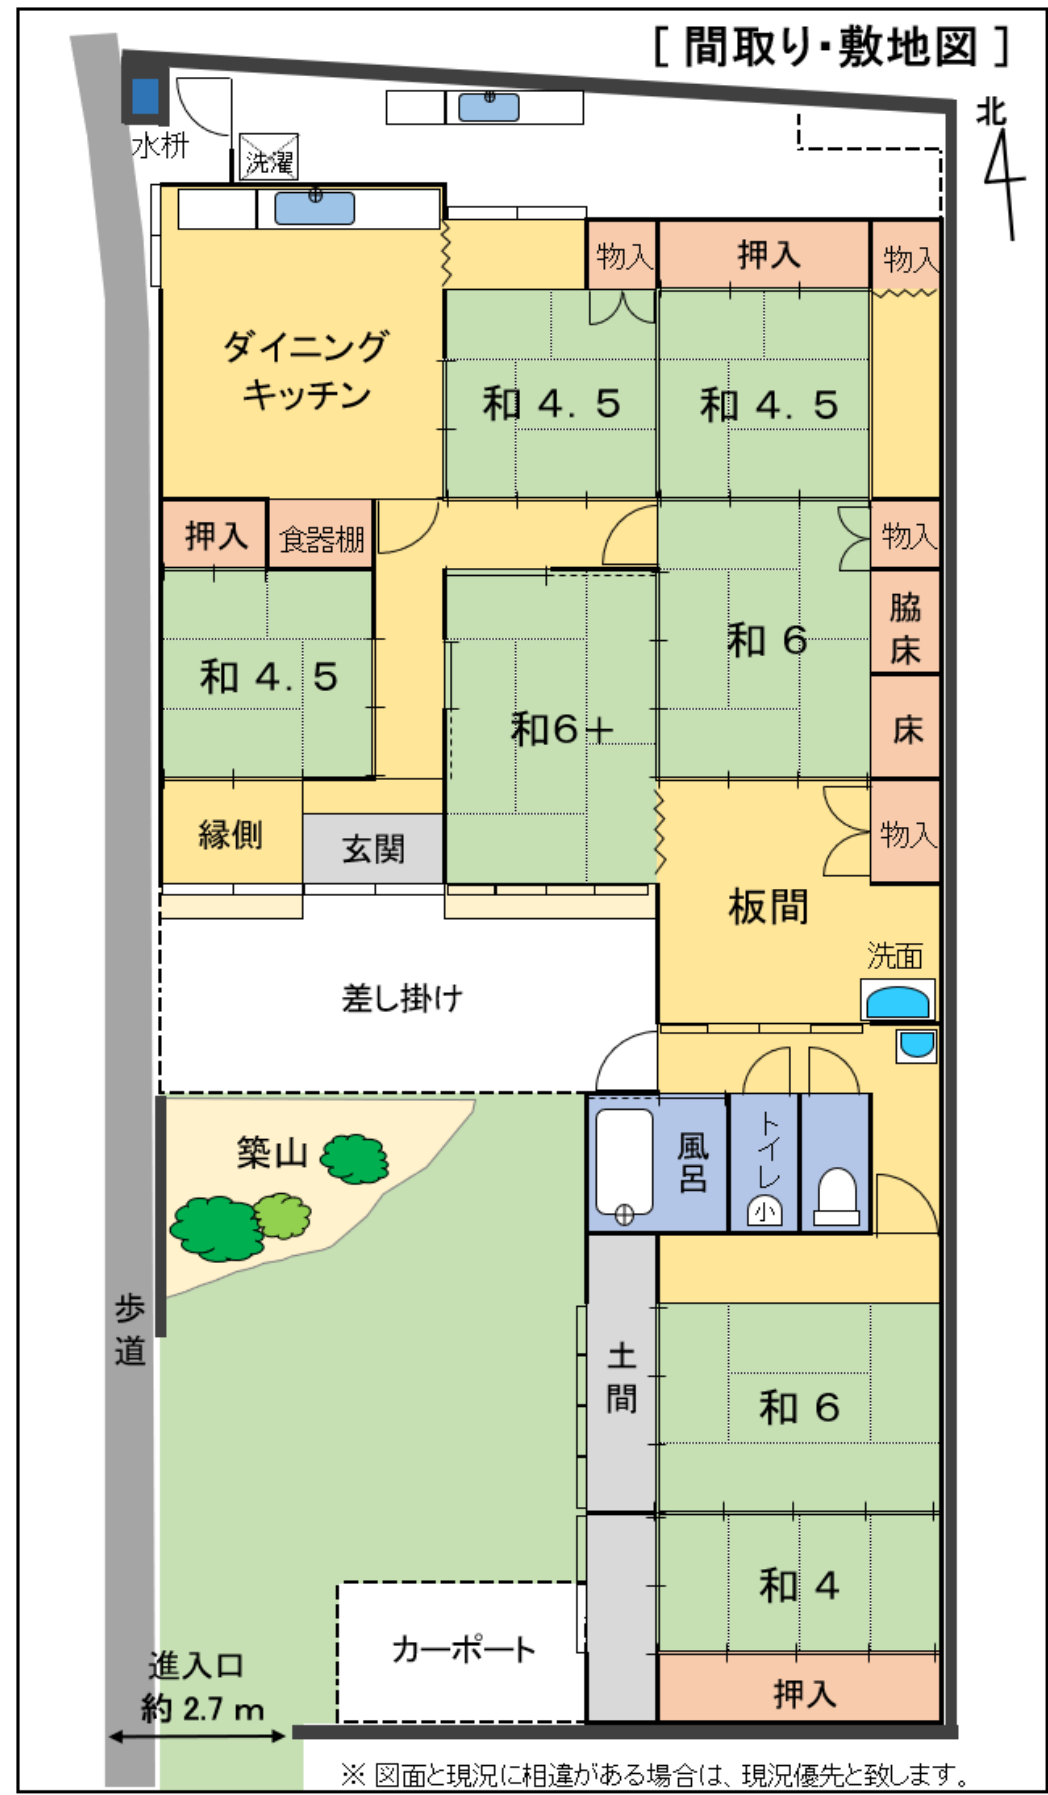 [ 間取り・敷地図 ]
北
水枡
洗濯
物入
押入
物入
ダイニング
キッチン
和 4. 5
和 4. 5
押入
食器棚
物入
脇
床
和 6
和 4. 5
床
和6+
縁側
玄関
物入
板間
洗面
差し掛け
築山
風
呂
トイレ
小
歩
道
土
間
和 6
和 4
カーポート
進入口
約 2.7 m
押入
※ 図面と現況に相違がある場合は、現況優先と致します。